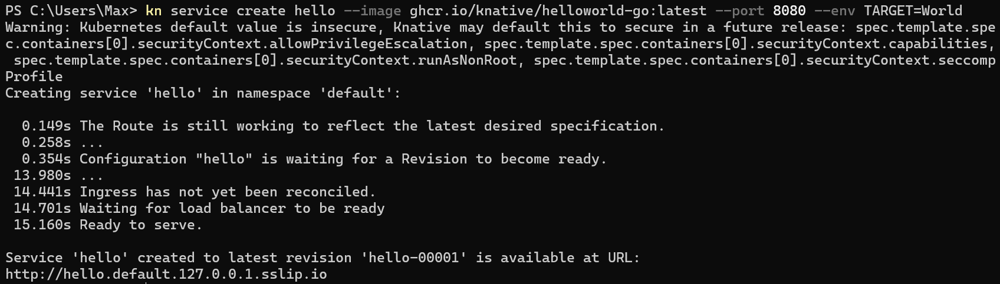 PS C:\Users\Max> kn service create hello --image ghcr.io/knative/helloworld-go:latest --port 8080 --env TARGET=World
Warning: Kubernetes default value is insecure, Knative may default this to secure in a future release: spec.template.spe
c.containers[0].securityContext.allowPrivilegeEscalation, spec.template.spec.containers[0].securityContext.capabilities,
 spec.template.spec.containers[0].securityContext.runAsNonRoot, spec.template.spec.containers[0].securityContext.seccomp
Profile
Creating service 'hello' in namespace 'default':

  0.149s The Route is still working to reflect the latest desired specification.
  0.258s ...
  0.354s Configuration "hello" is waiting for a Revision to become ready.
 13.980s ...
 14.441s Ingress has not yet been reconciled.
 14.701s Waiting for load balancer to be ready
 15.160s Ready to serve.

Service 'hello' created to latest revision 'hello-00001' is available at URL:
http://hello.default.127.0.0.1.sslip.io